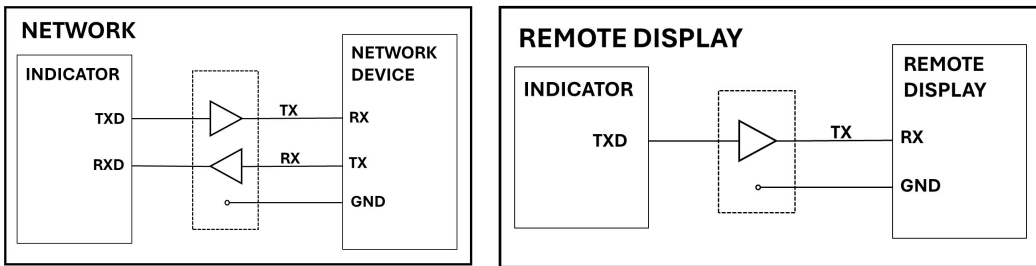 NETWORK
INDICATOR
NETWORK
DEVICE
TXD
TX
RX
RXD
RX
TX
GND
REMOTE DISPLAY
INDICATOR
REMOTE
DISPLAY
TXD
TX
RX
GND